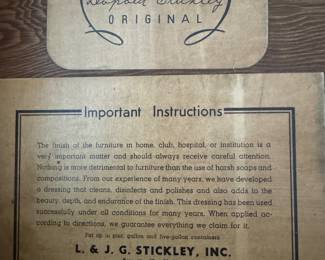 Leopold Stickley
ORIGINAL
Important Instructions
The finish of the furniture in home, club, hospital, or institution is a
very important matter and should always receive careful attention.
Nothing is more detrimental to furniture than the use of harsh soaps and
compositions. From our experience of many years, we have developed
a dressing that cleans, disinfects and polishes and also adds to the
beauty, depth, and endurance of the finish. This dressing has been used
successfully under all conditions for many years. When applied ac-
cording to directions, we guarantee everything we claim for it.
Put up in pint, gallon and five-gallon containers
L. & J. G. STICKLEY, INC.